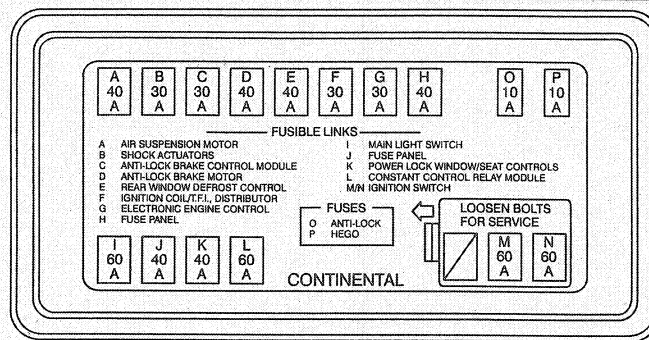 A B C D E F G H O P
40 30 30 40 40 30 30 40 10 10
A A A A A A A A A A
FUSIBLE LINKS
A AIR SUSPENSION MOTOR
B SHOCK ACTUATORS
C ANTI-LOCK BRAKE CONTROL MODULE
D ANTI-LOCK BRAKE MOTOR
E REAR WINDOW DEFROST CONTROL
F IGNITION COIL/T.F.I., DISTRIBUTOR
G ELECTRONIC ENGINE CONTROL
H FUSE PANEL
I MAIN LIGHT SWITCH
J FUSE PANEL
K POWER LOCK WINDOW/SEAT CONTROLS
L CONSTANT CONTROL RELAY MODULE
M/N IGNITION SWITCH
FUSES
O ANTI-LOCK
P HEGO
LOOSEN BOLTS
FOR SERVICE
I J K L M N
60 40 40 60 60 60
A A A A A A
CONTINENTAL